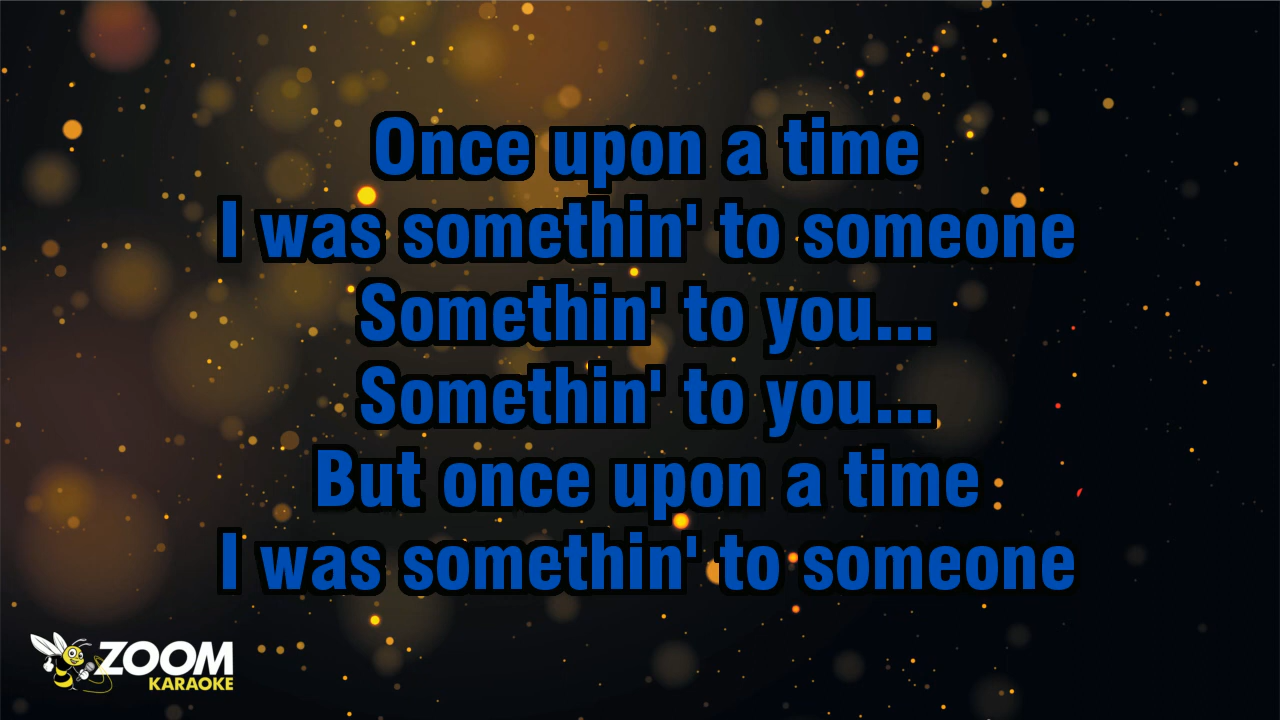 Once upon a time
I was somethin' to someone
Somethin' to you...
Somethin' to you...
But once upon a time
I was somethin' to someone
ZOOM
KARAOKE